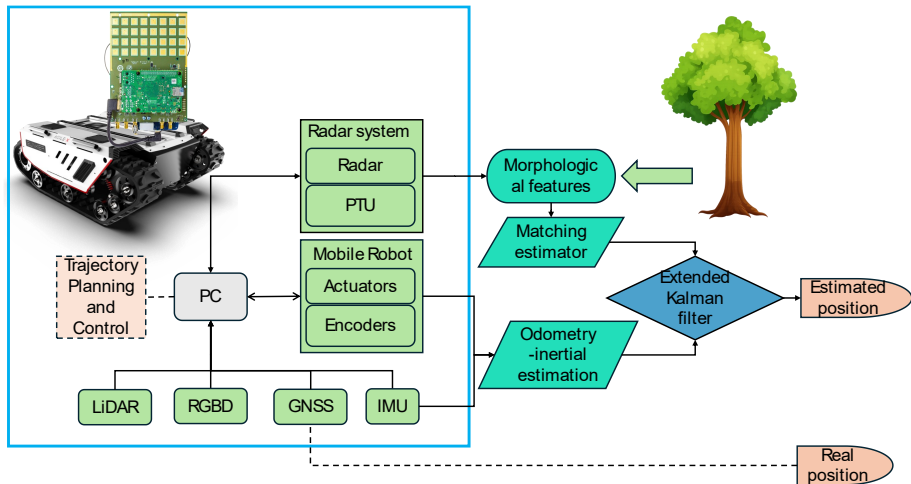 Radar system
Radar
PTU
Morphologic
al features
Matching
estimator
Mobile Robot
Actuators
Encoders
Trajectory
Planning
and
Control
PC
Extended
Kalman
filter
Estimated
position
Odometry
-inertial
estimation
LiDAR
RGBD
GNSS
IMU
Real
position